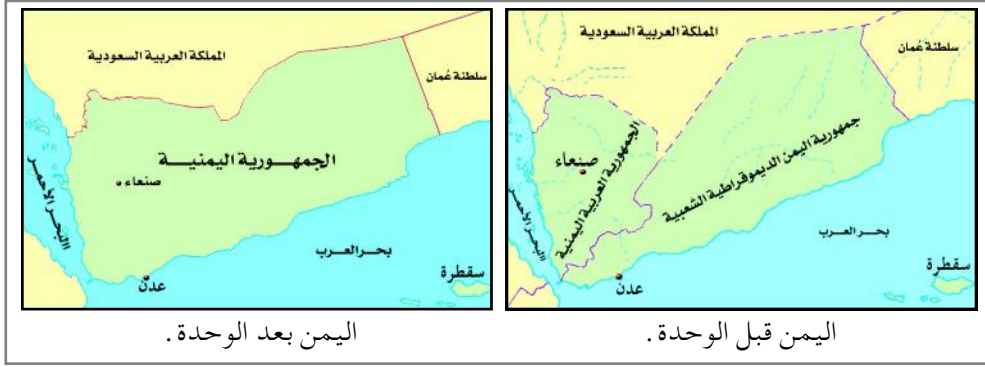 المملكة العربية السعودية
سلطنة عُمان
الجمهورية العربية اليمنية
صنعاء
جمهورية اليمن الديموقراطية الشعبية
البحر الأحمر
بحر العرب
سقطرة
عدن
اليمن قبل الوحدة.
المملكة العربية السعودية
سلطنة عُمان
الجمهورية اليمنية
صنعاء
البحر الأحمر
بحر العرب
سقطرة
عدن
اليمن بعد الوحدة.